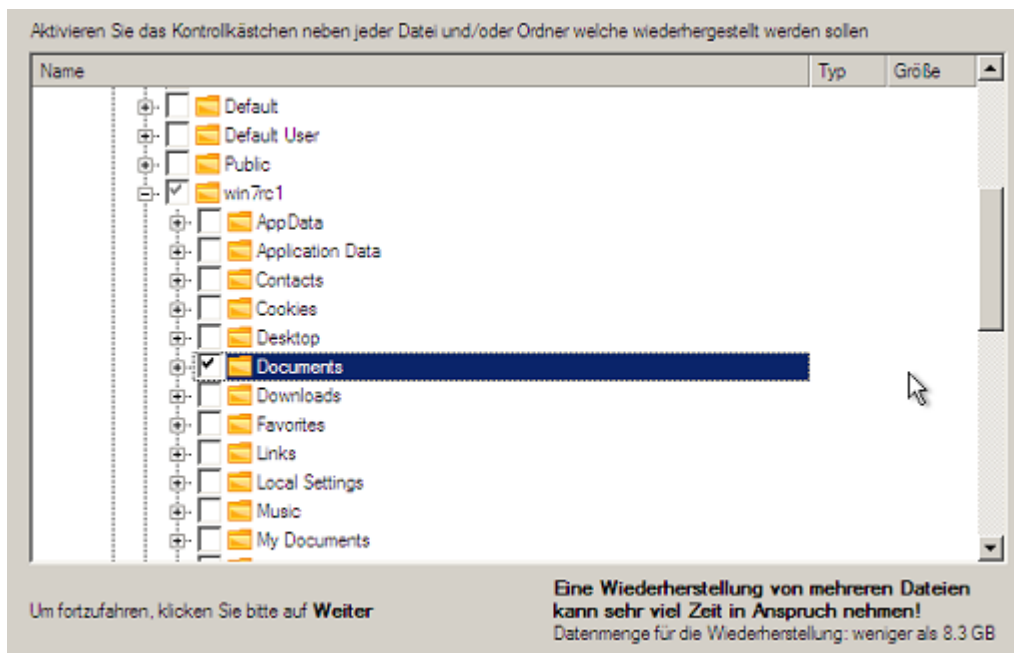 Aktivieren Sie das Kontrollkästchen neben jeder Datei und/oder Ordner welche wiederhergestellt werden sollen
Name Typ Größe
Default
Default User
Public
win7rc1
AppData
Application Data
Contacts
Cookies
Desktop
Documents
Downloads
Favorites
Links
Local Settings
Music
My Documents
Eine Wiederherstellung von mehreren Dateien
Um fortzufahren, klicken Sie bitte auf Weiter
kann sehr viel Zeit in Anspruch nehmen!
Datenmenge für die Wiederherstellung: weniger als 8.3 GB